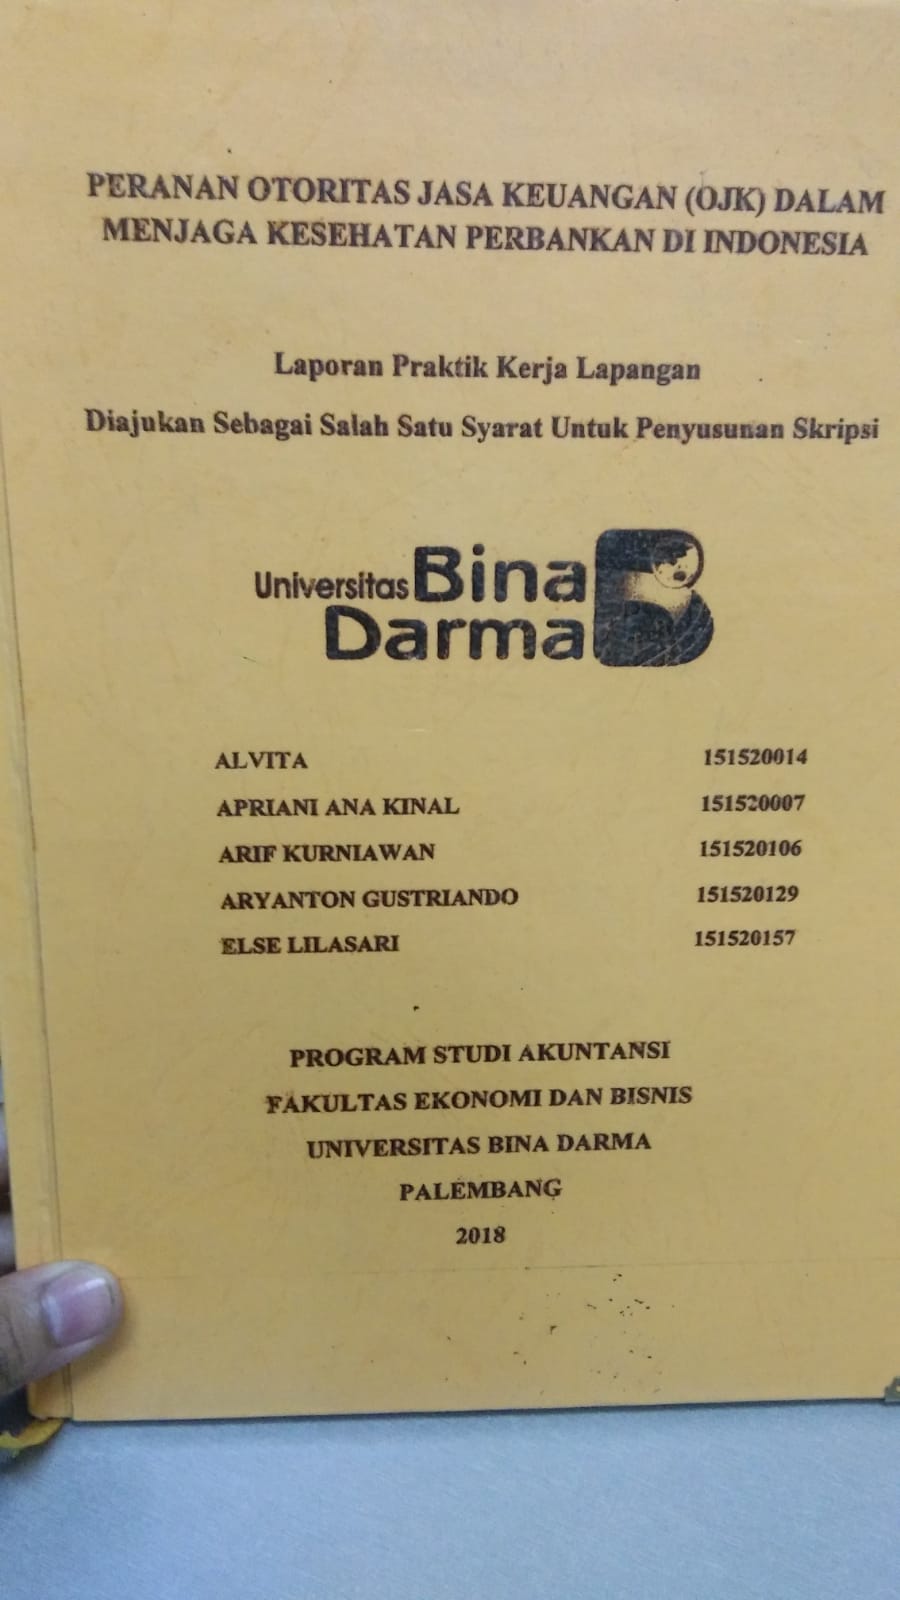 PERANAN OTORITAS JASA KEUANGAN (OJK) DALAM
MENJAGA KESEHATAN PERBANKAN DI INDONESIA
Laporan Praktik Kerja Lapangan
Diajukan Sebagai Salah Satu Syarat Untuk Penyusunan Skripsi
Universitas Bina
Darma
ALVITA 151520014
APRIANI ANA KINAL 151520007
ARIF KURNIAWAN 151520106
ARYANTON GUSTRIANDO 151520129
ELSE LILASARI 151520157
PROGRAM STUDI AKUNTANSI
FAKULTAS EKONOMI DAN BISNIS
UNIVERSITAS BINA DARMA
PALEMBANG
2018